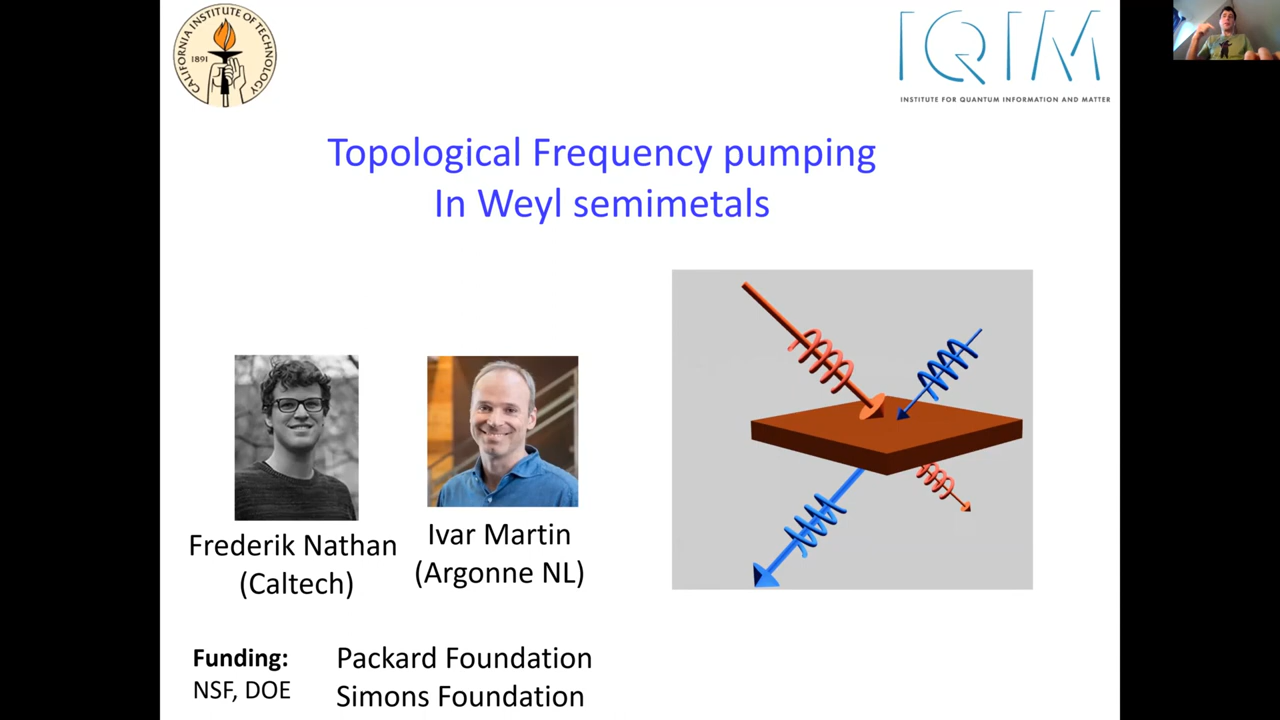 CALIFORNIA INSTITUTE OF TECHNOLOGY
1891
IQIM
INSTITUTE FOR QUANTUM INFORMATION AND MATTER
Topological Frequency pumping
In Weyl semimetals
Frederik Nathan
(Caltech)
Ivar Martin
(Argonne NL)
Funding:
NSF, DOE
Packard Foundation
Simons Foundation